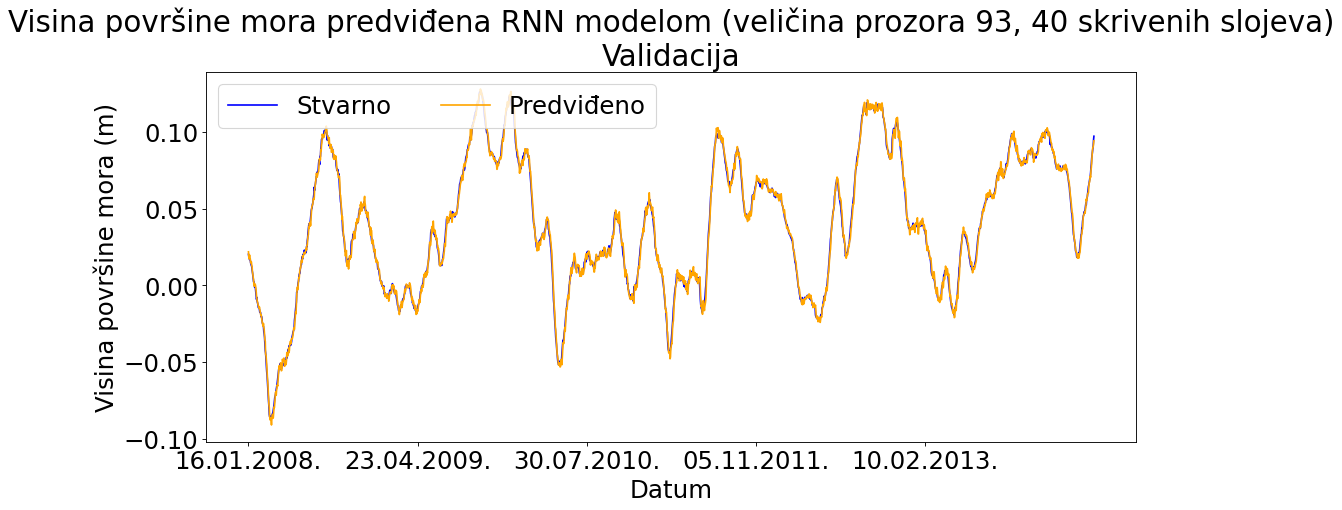 Visina površine mora predviđena RNN modelom (veličina prozora 93, 40 skrivenih slojeva)
Validacija
Stvarno Predviđeno
Visina površine mora (m)
0.10
0.05
0.00
−0.05
−0.10
16.01.2008. 23.04.2009. 30.07.2010. 05.11.2011. 10.02.2013.
Datum